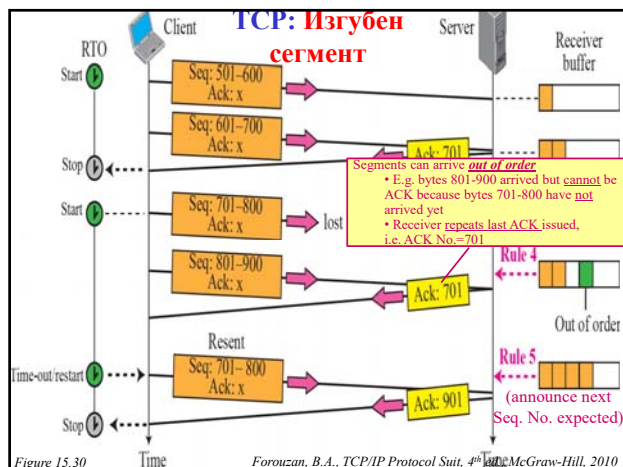 TCP: Изгубен
сегмент
Client
Server
RTO
Receiver
buffer
Start
Seq: 501–600
Ack: x
Seq: 601–700
Ack: x
Ack: 701
Stop
Segments can arrive out of order
• E.g. bytes 801-900 arrived but cannot be
ACK because bytes 701-800 have not
arrived yet
• Receiver repeats last ACK issued,
i.e. ACK No.=701
Start
Seq: 701–800
Ack: x
lost
Seq: 801–900
Ack: x
Rule 4
Ack: 701
Out of order
Resent
Time-out/restart
Seq: 701– 800
Ack: x
Rule 5
(announce next
Seq. No. expected)
Ack: 901
Stop
Time
Time
Figure 15.30
Forouzan, B.A., TCP/IP Protocol Suit, 4th ed., McGraw-Hill, 2010